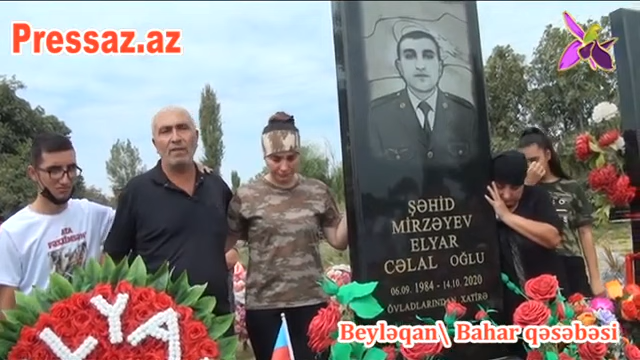 Pressaz.az
ŞƏHİD
MİRZƏYEV
ELYAR
CƏLAL OĞLU
06.09.1984 - 14.10.2020
ÖVLADLARINDAN XATİRƏ
LYA
Beyləqan\ Bahar qəsəbəsi